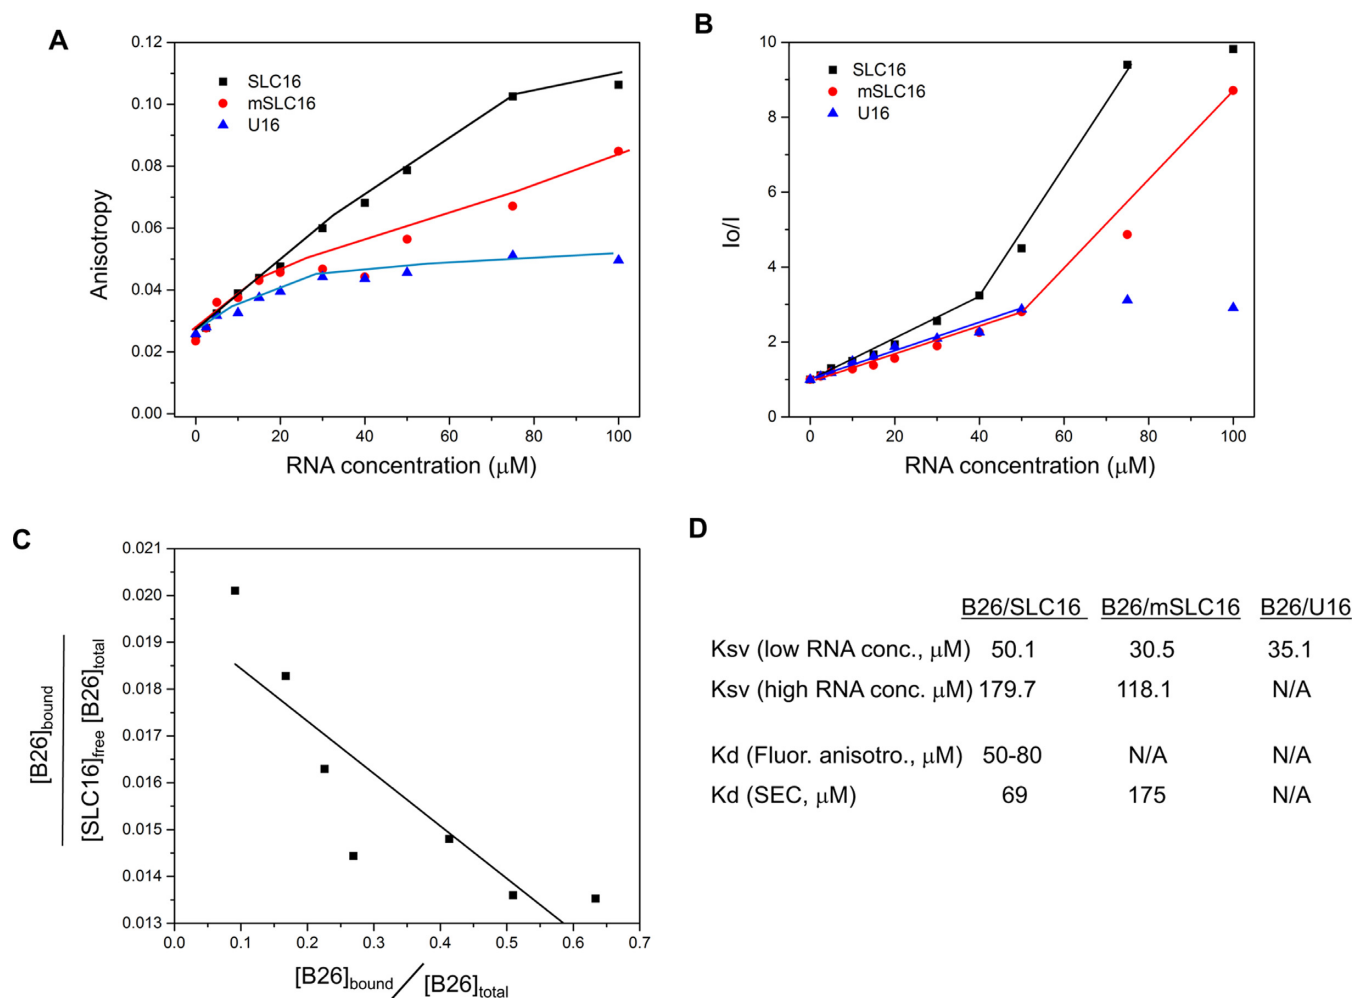 A
0.12
0.10
0.08
0.06
0.04
0.02
0.00
Anisotropy
SLC16
mSLC16
U16
0 20 40 60 80 100
RNA concentration (μM)
B
10
8
6
4
2
0
Io/I
SLC16
mSLC16
U16
0 20 40 60 80 100
RNA concentration (μM)
C
0.021
0.020
0.019
0.018
0.017
0.016
0.015
0.014
0.013
[B26]bound
[SLC16]free [B26]total
0.0 0.1 0.2 0.3 0.4 0.5 0.6 0.7
[B26]bound / [B26]total
D
B26/SLC16 B26/mSLC16 B26/U16
Ksv (low RNA conc., μM) 50.1 30.5 35.1
Ksv (high RNA conc. μM) 179.7 118.1 N/A
Kd (Fluor. anisotro., μM) 50-80 N/A N/A
Kd (SEC, μM) 69 175 N/A